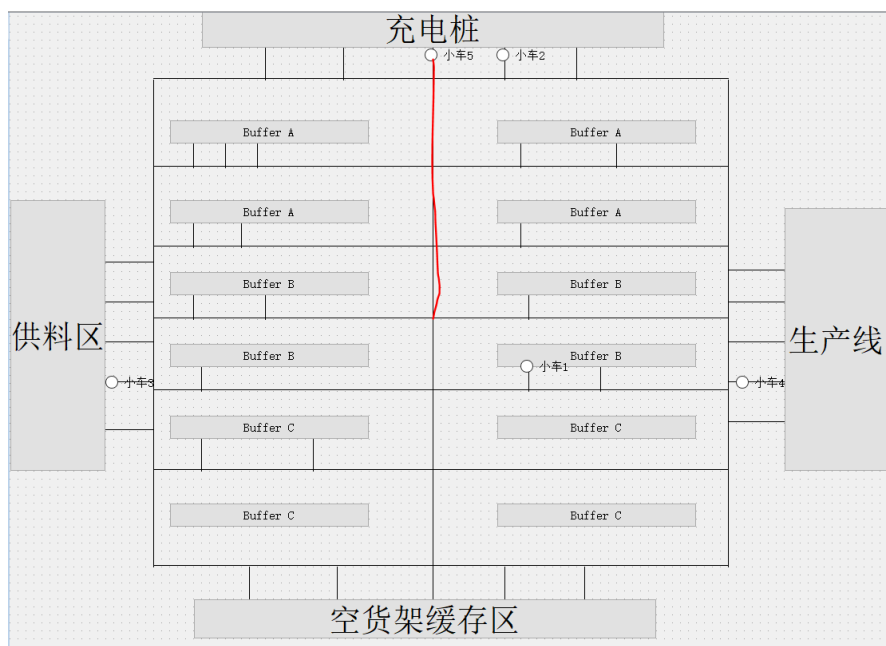 充电桩
小车5
小车2
Buffer A
Buffer A
Buffer A
Buffer A
Buffer B
Buffer B
供料区
生产线
Buffer B
Buffer B
小车1
小车3
小车4
Buffer C
Buffer C
Buffer C
Buffer C
空货架缓存区